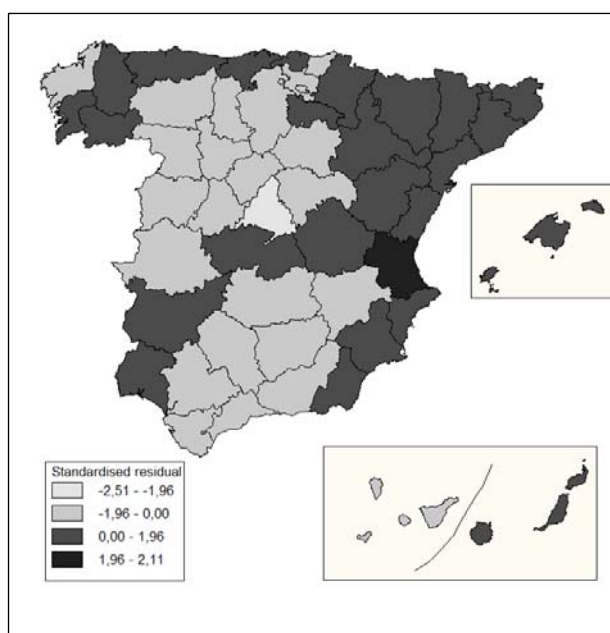 Standardised residual
-2,51 - -1,96
-1,96 - 0,00
0,00 - 1,96
1,96 - 2,11